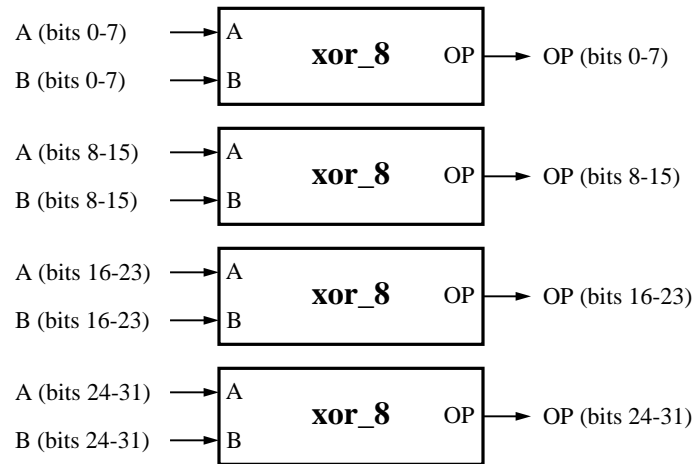 A (bits 0-7) A xor_8 OP OP (bits 0-7)
B (bits 0-7) B
A (bits 8-15) A xor_8 OP OP (bits 8-15)
B (bits 8-15) B
A (bits 16-23) A xor_8 OP OP (bits 16-23)
B (bits 16-23) B
A (bits 24-31) A xor_8 OP OP (bits 24-31)
B (bits 24-31) B